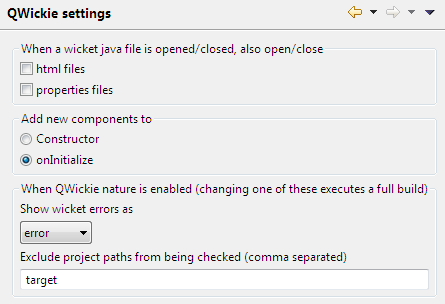 QWickie settings
When a wicket java file is opened/closed, also open/close
html files
properties files
Add new components to
Constructor
onInitialize
When QWickie nature is enabled (changing one of these executes a full build)
Show wicket errors as
error
Exclude project paths from being checked (comma separated)
target